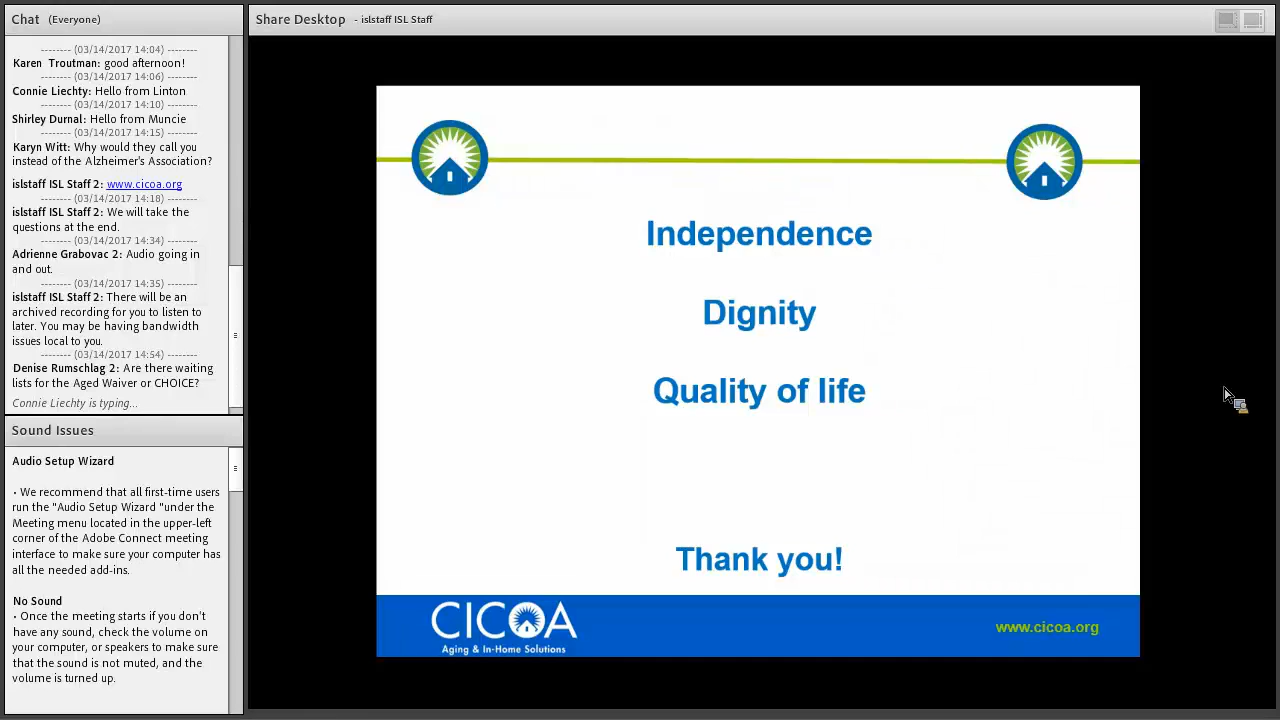 Chat (Everyone)
-------- (03/14/2017 14:04) --------
Karen Troutman: good afternoon!
-------- (03/14/2017 14:06) --------
Connie Liechty: Hello from Linton
-------- (03/14/2017 14:10) --------
Shirley Durnal: Hello from Muncie
-------- (03/14/2017 14:15) --------
Karyn Witt: Why would they call you
instead of the Alzheimer's Association?
islstaff ISL Staff 2: www.cicoa.org
-------- (03/14/2017 14:18) --------
islstaff ISL Staff 2: We will take the
questions at the end.
-------- (03/14/2017 14:34) --------
Adrienne Grabovac 2: Audio going in
and out.
-------- (03/14/2017 14:35) --------
islstaff ISL Staff 2: There will be an
archived recording for you to listen to
later. You may be having bandwidth
issues local to you.
-------- (03/14/2017 14:54) --------
Denise Rumschlag 2: Are there waiting
lists for the Aged Waiver or CHOICE?
Connie Liechty is typing...
Sound Issues
Audio Setup Wizard
• We recommend that all first-time users
run the "Audio Setup Wizard "under the
Meeting menu located in the upper-left
corner of the Adobe Connect meeting
interface to make sure your computer has
all the needed add-ins.
No Sound
• Once the meeting starts if you don't
have any sound, check the volume on
your computer, or speakers to make sure
that the sound is not muted, and the
volume is turned up.
Share Desktop - islstaff ISL Staff
Independence
Dignity
Quality of life
Thank you!
CICOA
Aging & In-Home Solutions
www.cicoa.org